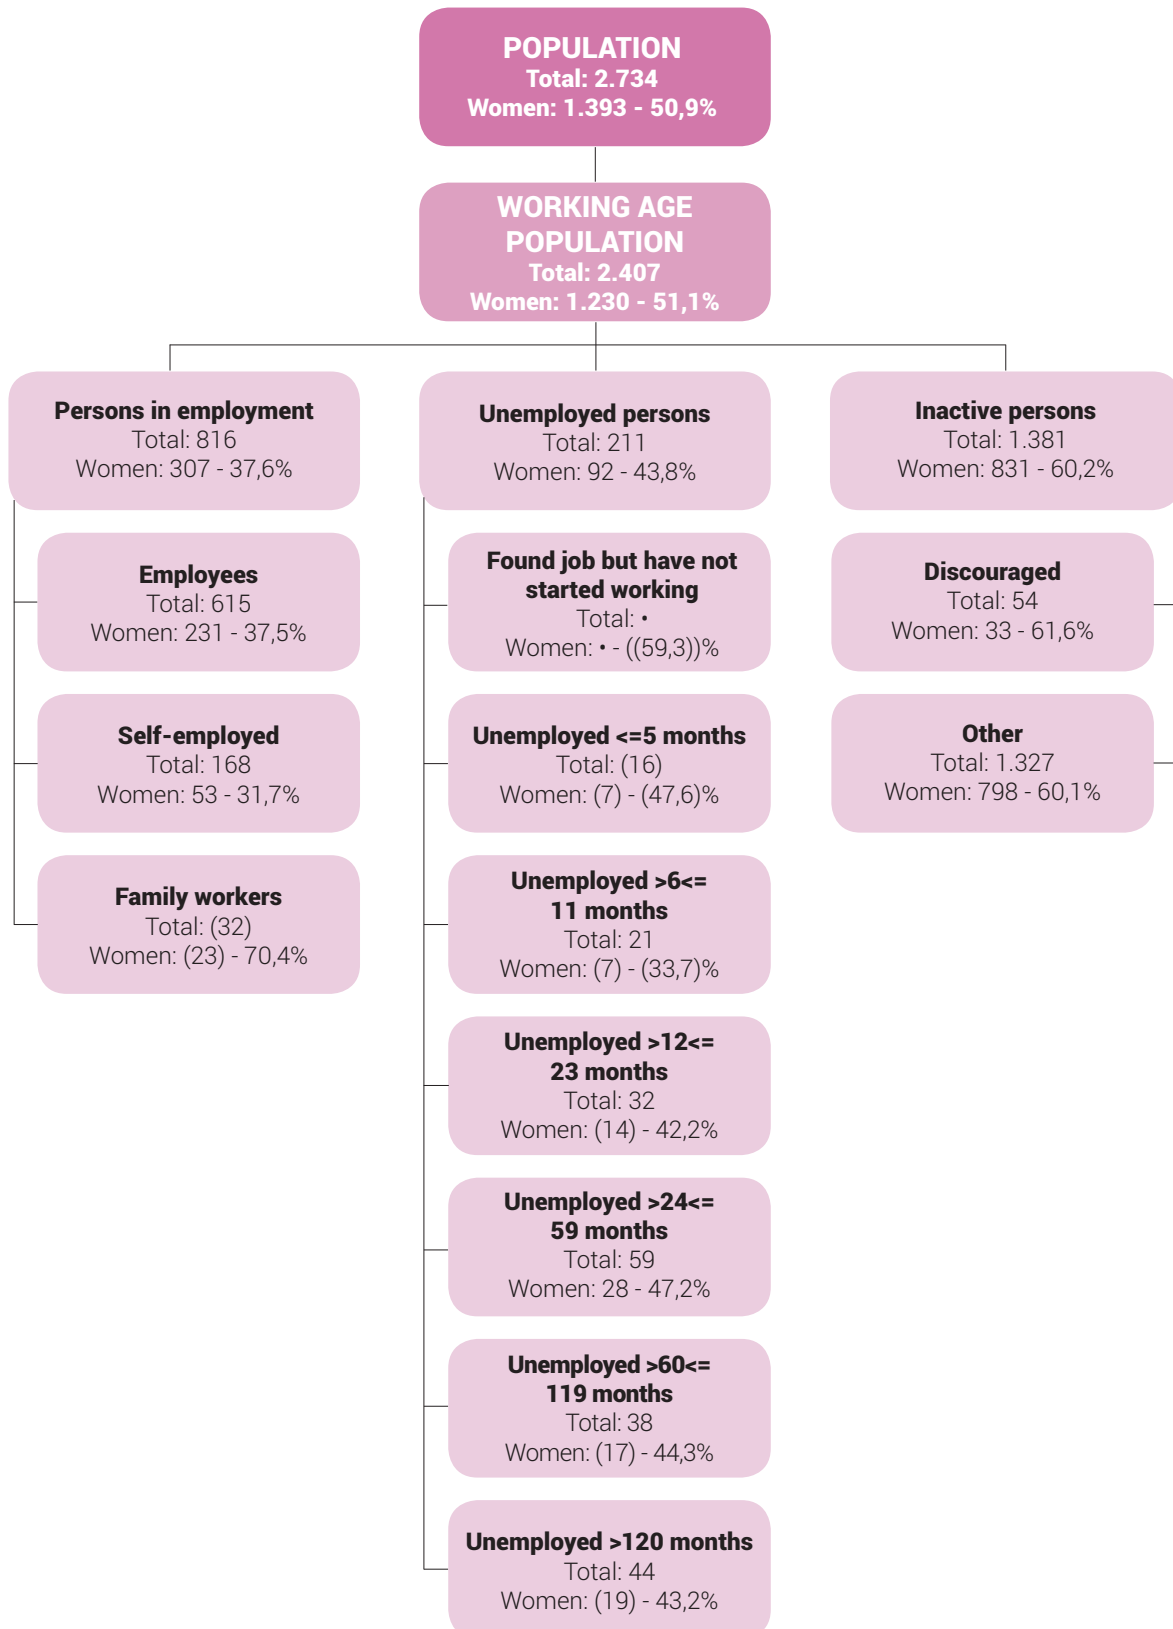 POPULATION
Total: 2.734
Women: 1.393 - 50,9%
WORKING AGE
POPULATION
Total: 2.407
Women: 1.230 - 51,1%
Persons in employment
Total: 816
Women: 307 - 37,6%
Employees
Total: 615
Women: 231 - 37,5%
Self-employed
Total: 168
Women: 53 - 31,7%
Family workers
Total: (32)
Women: (23) - 70,4%
Unemployed persons
Total: 211
Women: 92 - 43,8%
Found job but have not
started working
Total: •
Women: • - ((59,3))%
Unemployed <=5 months
Total: (16)
Women: (7) - (47,6)%
Unemployed >6<=
11 months
Total: 21
Women: (7) - (33,7)%
Unemployed >12<=
23 months
Total: 32
Women: (14) - 42,2%
Unemployed >24<=
59 months
Total: 59
Women: 28 - 47,2%
Unemployed >60<=
119 months
Total: 38
Women: (17) - 44,3%
Unemployed >120 months
Total: 44
Women: (19) - 43,2%
Inactive persons
Total: 1.381
Women: 831 - 60,2%
Discouraged
Total: 54
Women: 33 - 61,6%
Other
Total: 1.327
Women: 798 - 60,1%